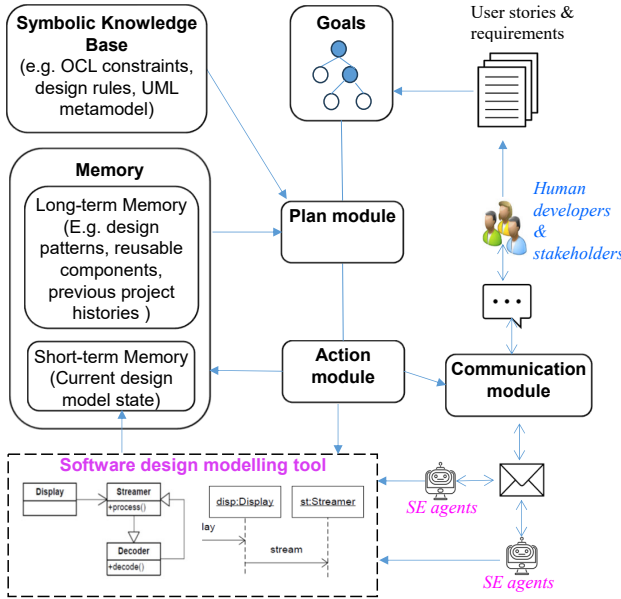 Symbolic Knowledge
Base
(e.g. OCL constraints,
design rules, UML
metamodel)
Goals
User stories &
requirements
Memory
Long-term Memory
(E.g. design
patterns, reusable
components,
previous project
histories )
Short-term Memory
(Current design
model state)
Plan module
Human
developers
&
stakeholders
Action
module
Communication
module
Software design modelling tool
Display
Streamer
+process()
Decoder
+decode()
disp:Display
st:Streamer
lay
stream
SE agents
SE agents